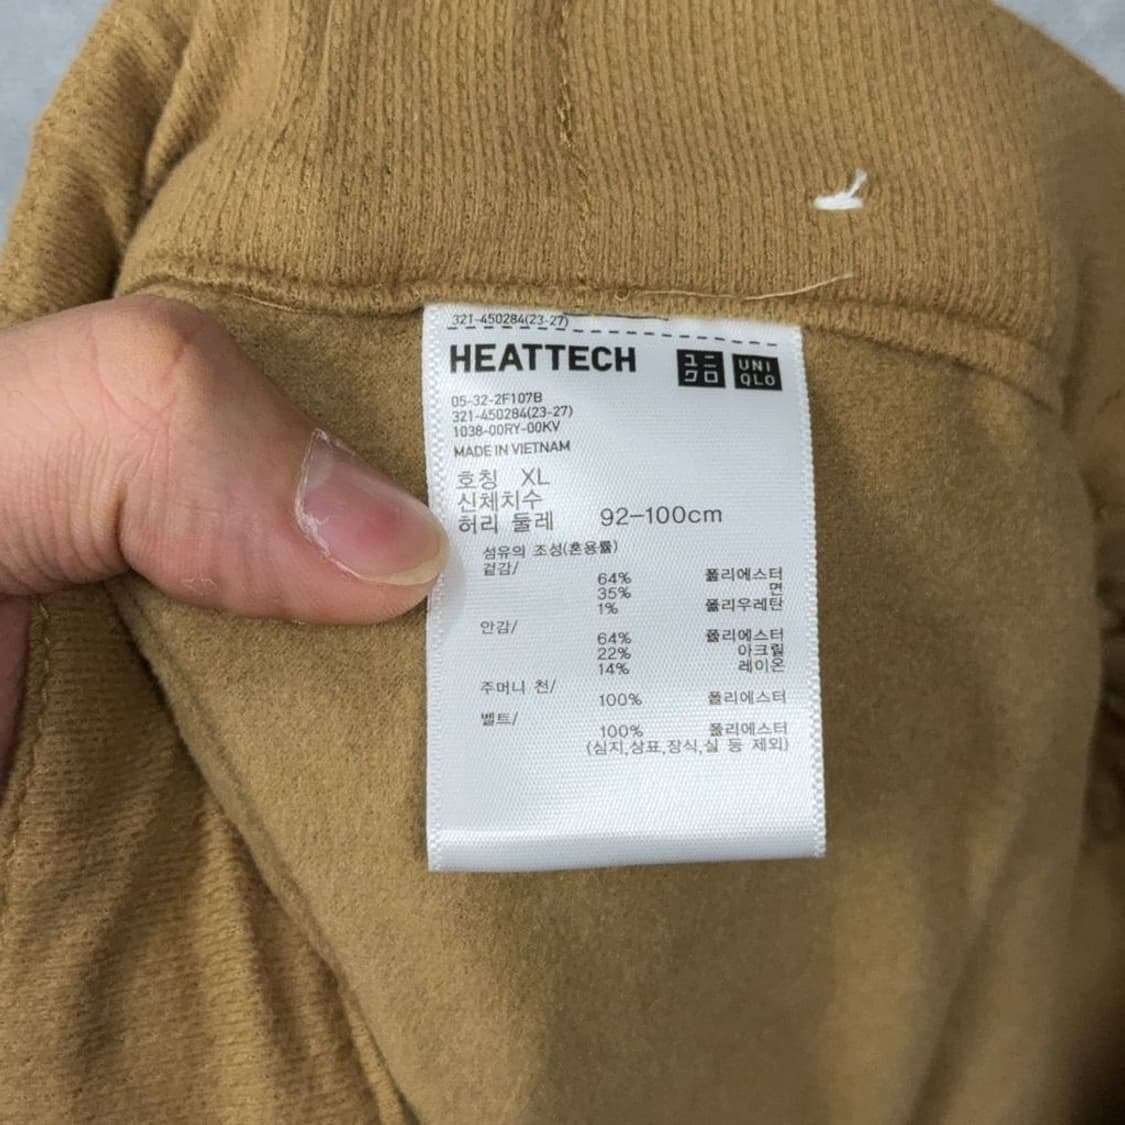 321-450284(23-27)
HEATTECH
ユニ
クロ
UNI
QLO
05-32-2F107B
321-450284(23-27)
1038-00RY-00KV
MADE IN VIETNAM
호칭 XL
신체치수
허리 둘레 92-100cm
섬유의 조성(혼용률)
겉감/
64% 폴리에스터
35% 면
1% 폴리우레탄
안감/
64% 폴리에스터
22% 아크릴
14% 레이온
주머니 천/
100% 폴리에스터
벨트/
100% 폴리에스터
(심지,상표,장식,실 등 제외)